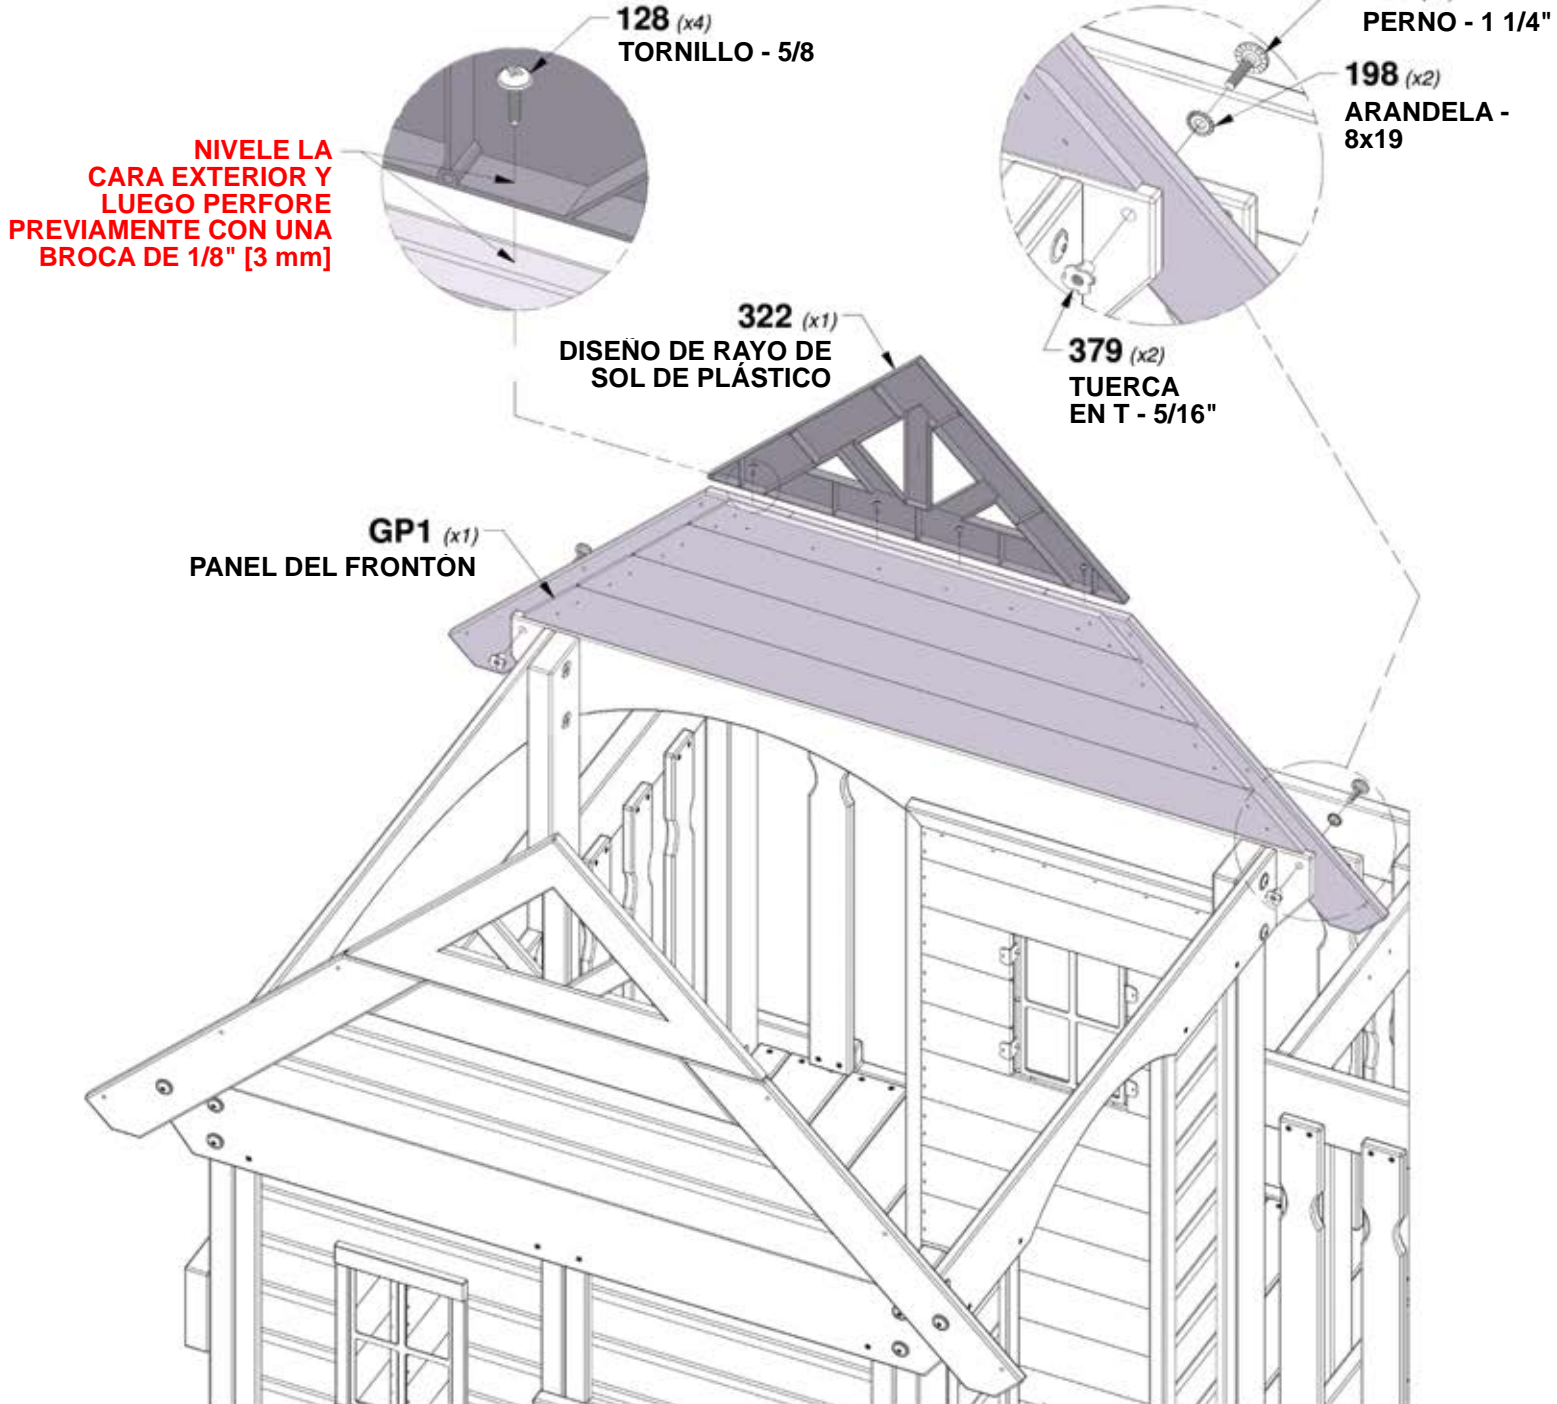 128 (x4)
TORNILLO - 5/8
PERNO - 1 1/4"
198 (x2)
ARANDELA -
8x19
NIVELE LA
CARA EXTERIOR Y
LUEGO PERFORE
PREVIAMENTE CON UNA
BROCA DE 1/8" [3 mm]
322 (x1)
DISEÑO DE RAYO DE
SOL DE PLÁSTICO
379 (x2)
TUERCA
EN T - 5/16"
GP1 (x1)
PANEL DEL FRONTÓN